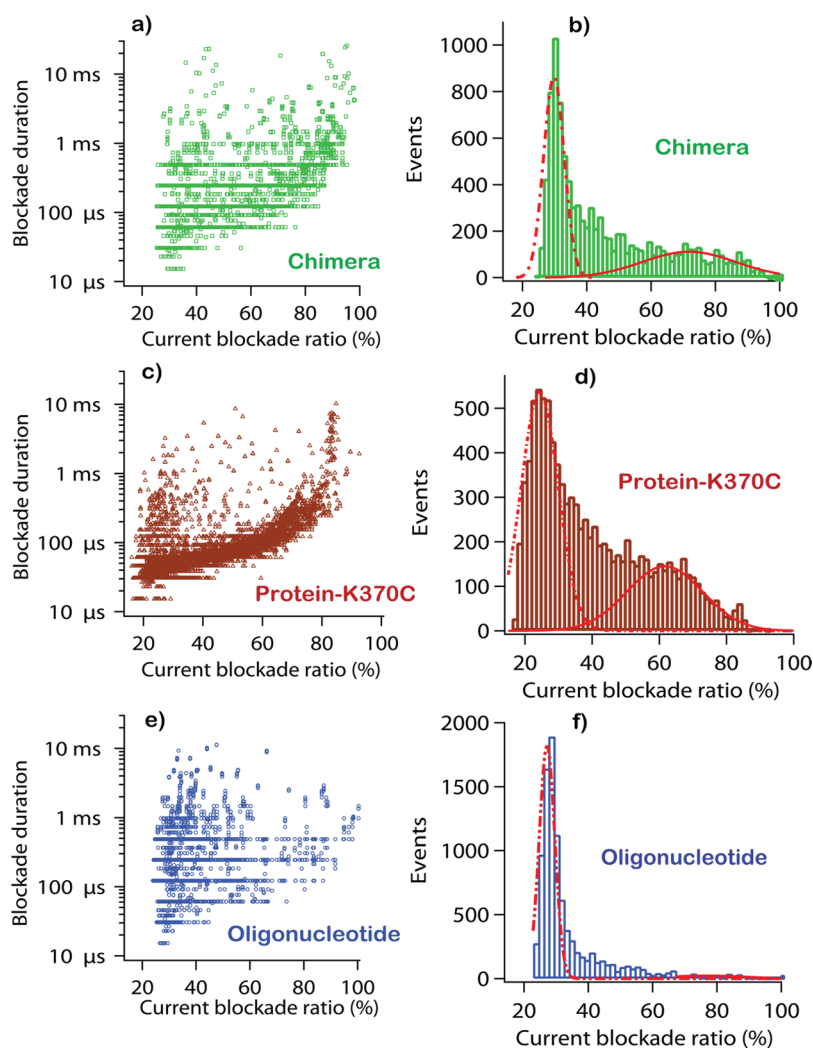 a)
Blockade duration
10 ms
1 ms
100 µs
10 µs
20 40 60 80 100
Current blockade ratio (%)
Chimera
b)
Events
1000
800
600
400
200
0
20 40 60 80 100
Current blockade ratio (%)
Chimera
c)
Blockade duration
10 ms
1 ms
100 µs
10 µs
20 40 60 80 100
Current blockade ratio (%)
Protein-K370C
d)
Events
500
400
300
200
100
0
20 40 60 80 100
Current blockade ratio (%)
Protein-K370C
e)
Blockade duration
10 ms
1 ms
100 µs
10 µs
20 40 60 80 100
Current blockade ratio (%)
Oligonucleotide
f)
Events
2000
1500
1000
500
0
20 40 60 80 100
Current blockade ratio (%)
Oligonucleotide